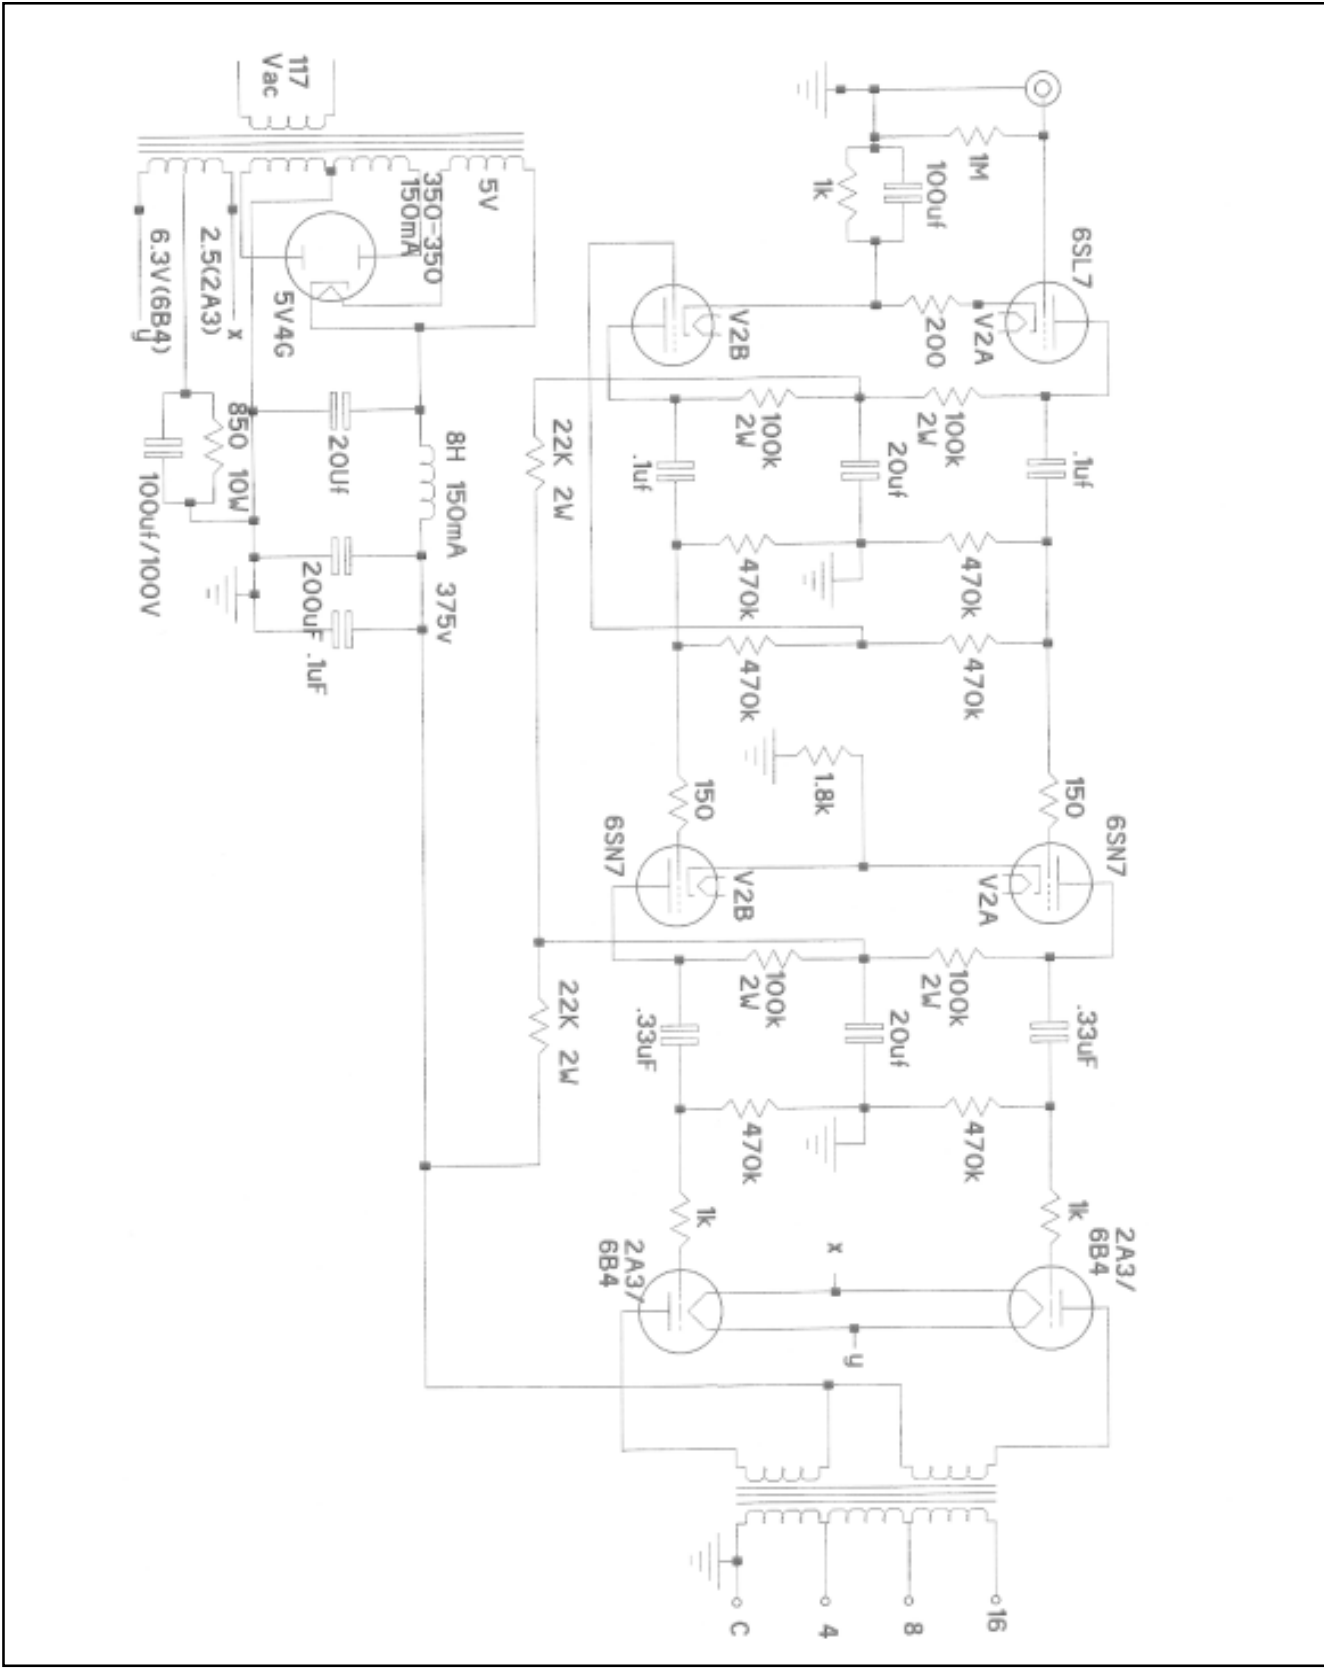 6SL7
1M
100uf
1k
200
V2A
V2B
100k
2W
100k
2W
.1uf
20uf
.1uf
470k
470k
470k
470k
1.8k
150
150
6SN7
V2A
6SN7
V2B
100k
2W
100k
2W
.33uF
20uf
.33uF
470k
470k
1k
1k
2A3/
6B4
2A3/
6B4
x
y
16
8
4
C
22K 2W
22K 2W
117
Vac
5V
350-350
150mA
5V4G
2.5(2A3)
x
6.3V(6B4)
y
8H 150mA
375v
20Uf
200uF
.1uF
850 10W
100uf/100V